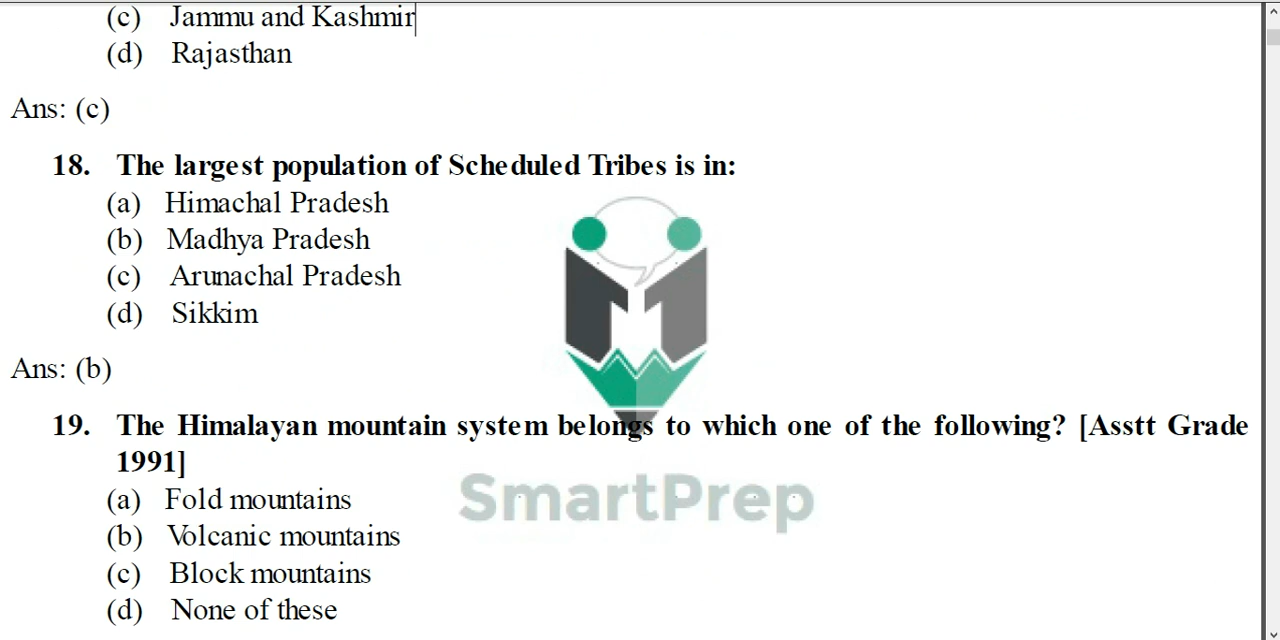 (c) Jammu and Kashmir
(d) Rajasthan
Ans: (c)
18. The largest population of Scheduled Tribes is in:
(a) Himachal Pradesh
(b) Madhya Pradesh
(c) Arunachal Pradesh
(d) Sikkim
Ans: (b)
19. The Himalayan mountain system belongs to which one of the following? [Asstt Grade
1991]
SmartPrep
(a) Fold mountains
(b) Volcanic mountains
(c) Block mountains
(d) None of these